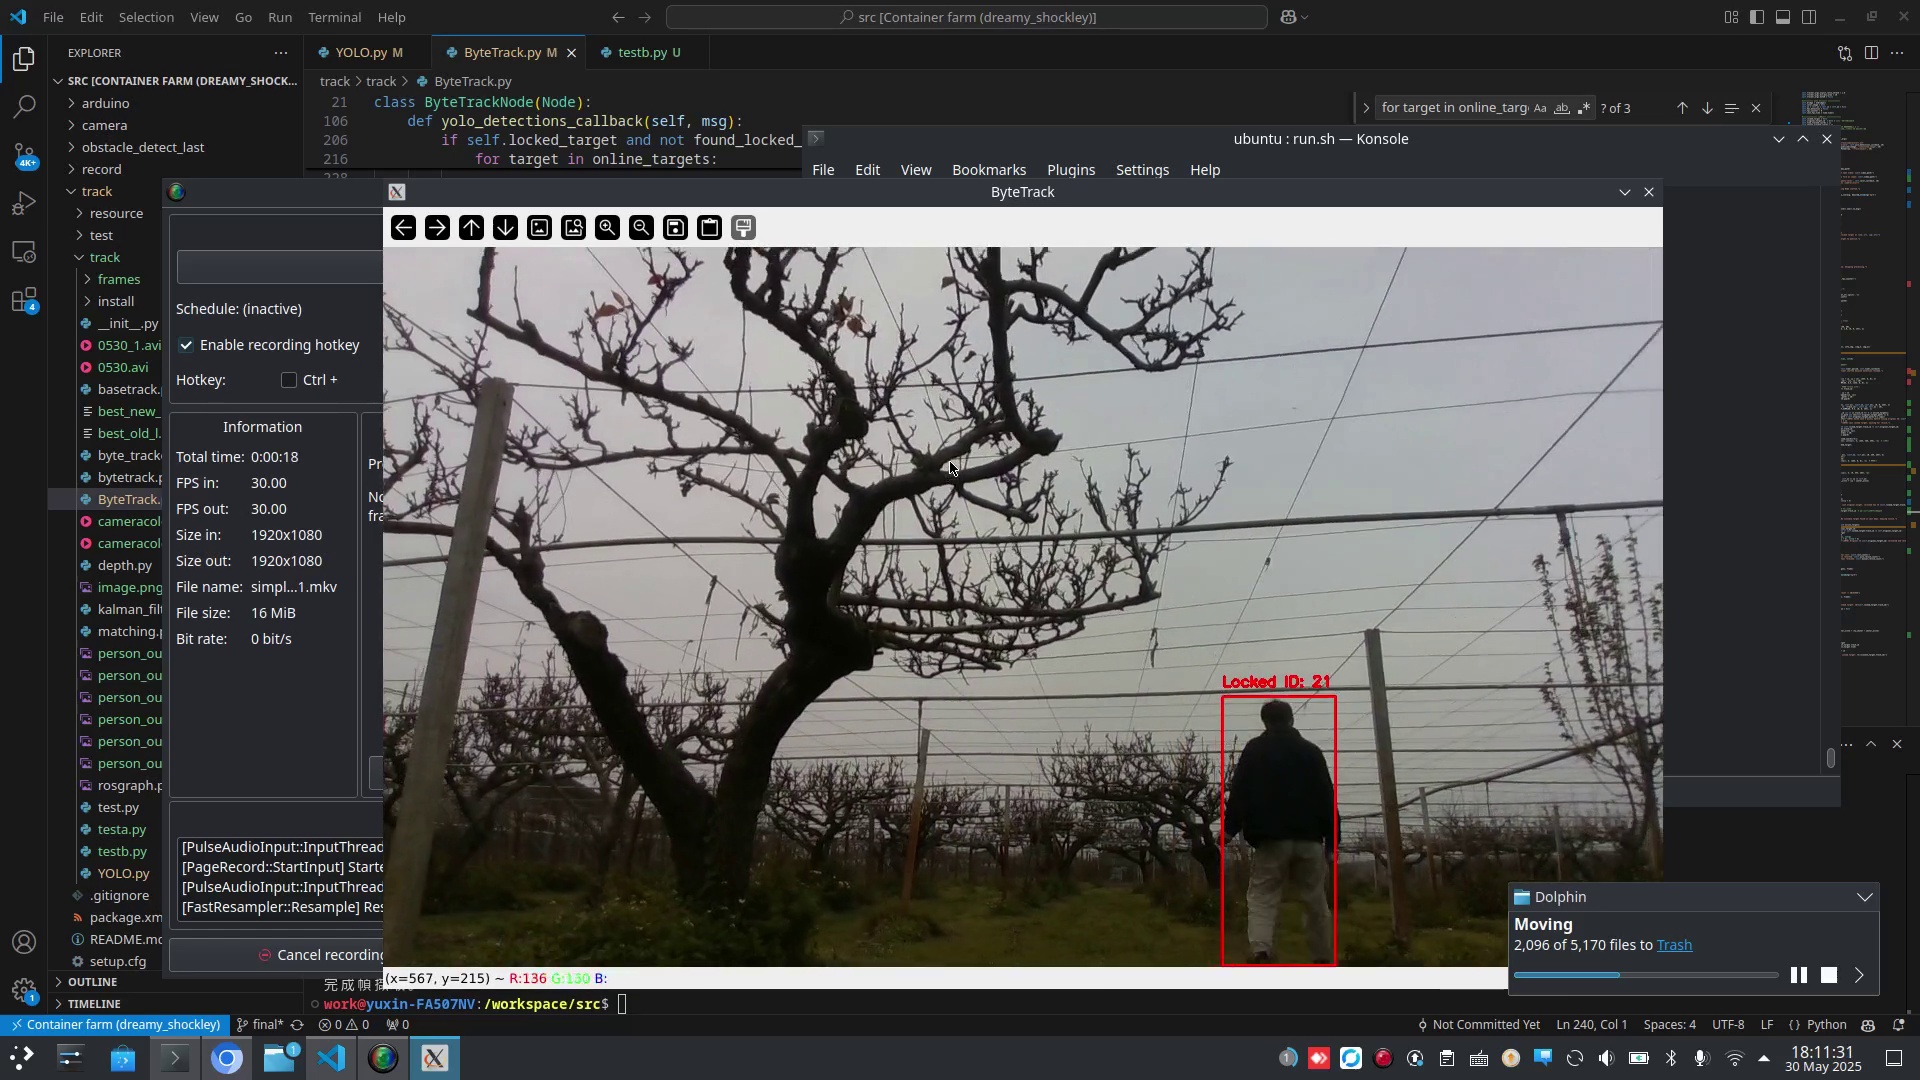 File Edit Selection View Go Run Terminal Help
src [Container farm (dreamy_shockley)]
EXPLORER
YOLO.py M
ByteTrack.py M
testb.py U
SRC [CONTAINER FARM (DREAMY_SHOCK...
track > track > ByteTrack.py
arduino
camera
obstacle_detect_last
record
track
resource
test
track
frames
install
__init__.py
0530_1.avi
0530.avi
basetrack.
best_new_
best_old_l.
byte_track
bytetrack.p
ByteTrack.
cameracol
cameracol
depth.py
image.png
kalman_filt
matching.p
person_ou
person_ou
person_ou
person_ou
person_ou
person_ou
rosgraph.p
test.py
testa.py
testb.py
YOLO.py
.gitignore
package.xm
README.md
setup.cfg
OUTLINE
TIMELINE
4K+
4
1
21 class ByteTrackNode(Node):
106 def yolo_detections_callback(self, msg):
206 if self.locked_target and not found_locked_
216 for target in online_targets:
for target in online_targ
Aa ab
? of 3
ubuntu : run.sh — Konsole
File Edit View Bookmarks Plugins Settings Help
ByteTrack
Schedule: (inactive)
Enable recording hotkey
Hotkey: Ctrl +
Information
Total time: 0:00:18
FPS in: 30.00
FPS out: 30.00
Size in: 1920x1080
Size out: 1920x1080
File name: simpl...1.mkv
File size: 16 MiB
Bit rate: 0 bit/s
[PulseAudioInput::InputThread
[PageRecord::StartInput] Starte
[PulseAudioInput::InputThread
[FastResampler::Resample] Res
Cancel recording
Locked ID: 21
(x=567, y=215) ~ R:136 G:130 B:
work@yuxin-FA507NV:/workspace/src$
Dolphin
Moving
2,096 of 5,170 files to Trash
Container farm (dreamy_shockley)
final*
0 0
0
Not Committed Yet
Ln 240, Col 1
Spaces: 4
UTF-8
LF
{} Python
1
1
18:11:31
30 May 2025